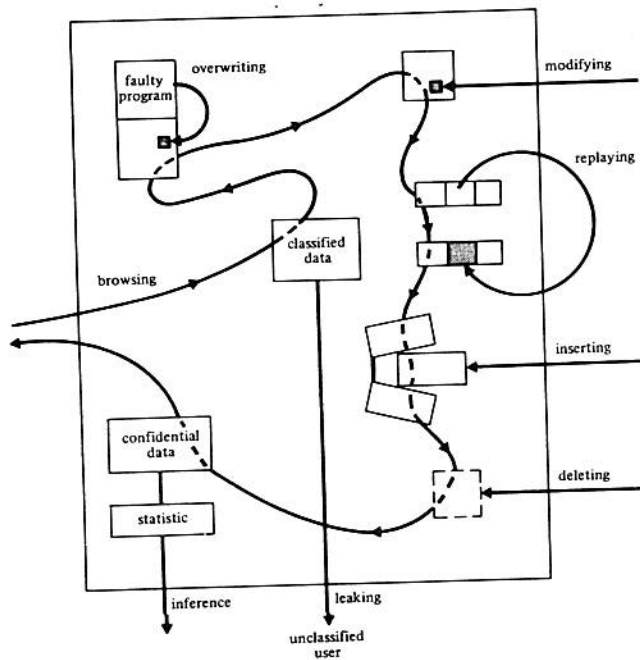 faulty
program
overwriting
modifying
replaying
classified
data
browsing
inserting
confidential
data
deleting
statistic
inference
leaking
unclassified
user